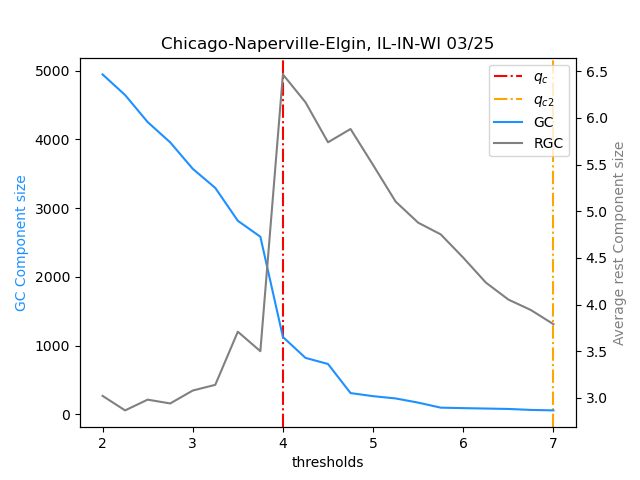 Chicago-Naperville-Elgin, IL-IN-WI 03/25
GC Component size
5000
4000
3000
2000
1000
0
2
3
4
5
6
7
thresholds
6.5
6.0
5.5
5.0
4.5
4.0
3.5
3.0
Average rest Component size
q_c
q_c2
GC
RGC